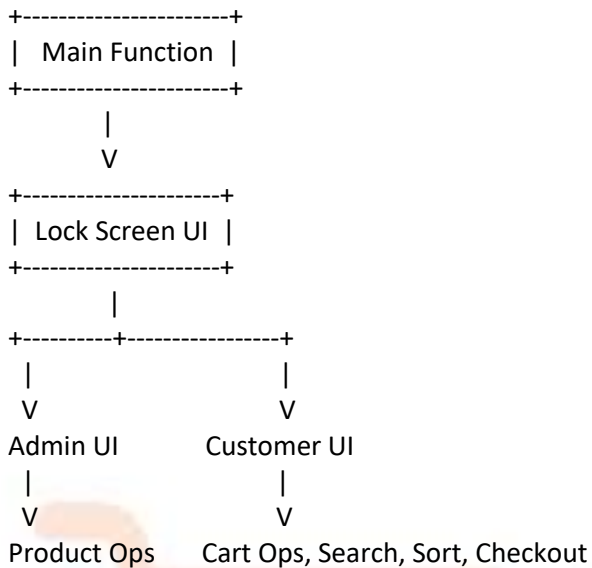 +-----------------------+
| Main Function |
+-----------------------+
|
V
+----------------------+
| Lock Screen UI |
+----------------------+
|
+----------+-----------------+
| |
V V
Admin UI Customer UI
| |
V V
Product Ops Cart Ops, Search, Sort, Checkout